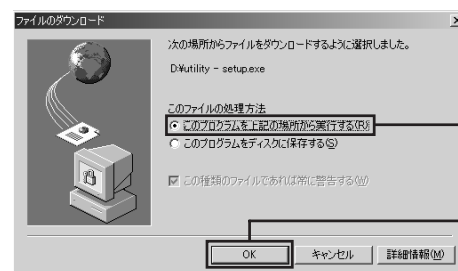 ファイルのダウンロード
次の場所からファイルをダウンロードするように選択しました。
D:¥utility - setup.exe
このファイルの処理方法
このプログラムを上記の場所から実行する(R)
このプログラムをディスクに保存する(S)
この種類のファイルであれば常に警告する(W)
OK キャンセル 詳細情報(M)